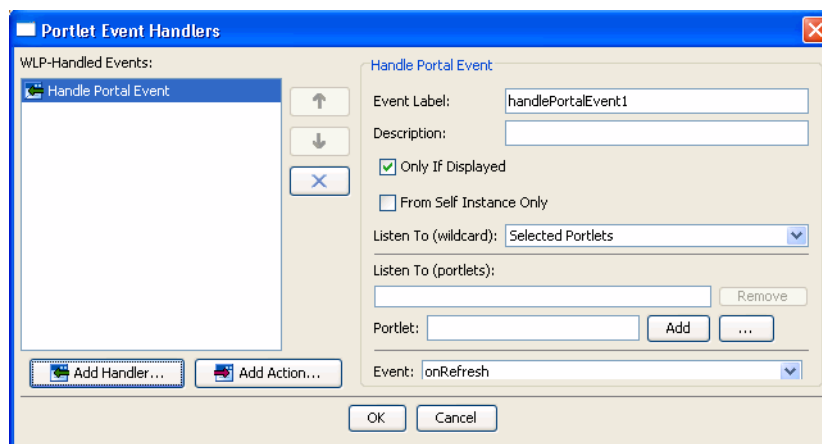 Portlet Event Handlers
WLP-Handled Events:
Handle Portal Event
Add Handler...
Add Action...
Handle Portal Event
Event Label: handlePortalEvent1
Description:
Only If Displayed
From Self Instance Only
Listen To (wildcard): Selected Portlets
Listen To (portlets):
Remove
Portlet: Add ...
Event: onRefresh
OK Cancel